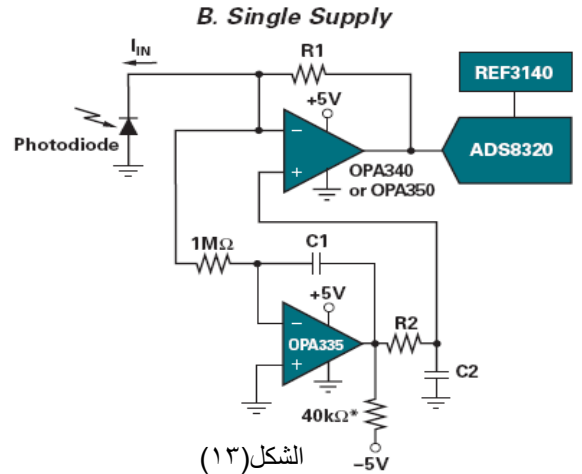 B. Single Supply
I_IN
R1
REF3140
+5V
Photodiode
−
+
ADS8320
OPA340
or OPA350
1MΩ
C1
+5V
−
+
OPA335
R2
C2
40kΩ*
−5V
الشكل(١٣)